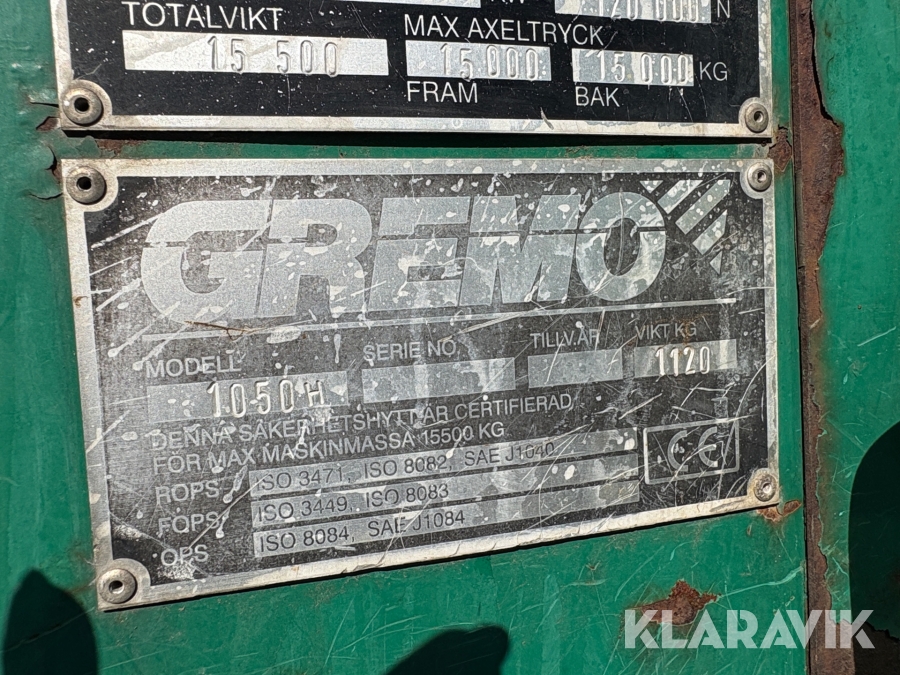 120 000 N
TOTALVIKT MAX AXELTRYCK
15 500 15 000 15 000 KG
FRAM BAK
GREMO
MODELL SERIE NO. TILLV.ÅR VIKT KG
1050H 1120
DENNA SÄKERHETSHYTT ÄR CERTIFIERAD
FÖR MAX MASKINMASSA 15500 KG
ROPS ISO 3471, ISO 8082, SAE J1040
FOPS ISO 3449, ISO 8083
OPS ISO 8084, SAE J1084
CE
KLARAVIK